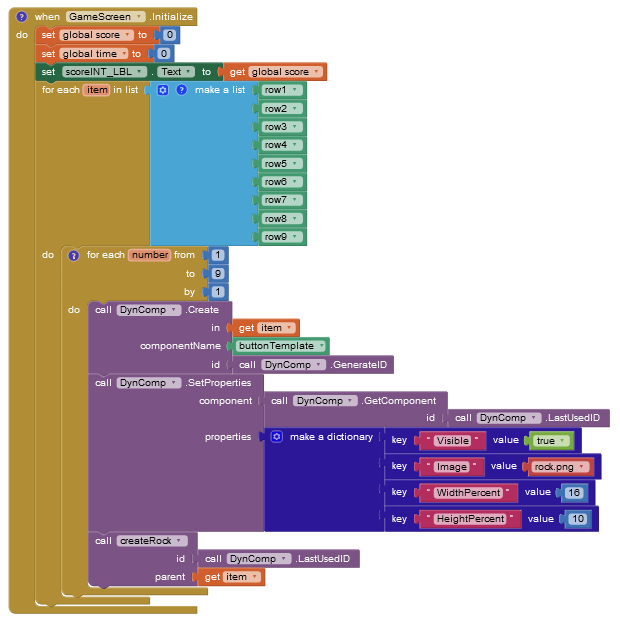 ? when GameScreen .Initialize
do set global score to 0
set global time to 0
set scoreINT_LBL . Text to get global score
for each item in list ? make a list row1
row2
row3
row4
row5
row6
row7
row8
row9
do ? for each number from 1
to 9
by 1
do call DynComp .Create
in get item
componentName buttonTemplate
id call DynComp .GenerateID
call DynComp .SetProperties
component call DynComp .GetComponent
id call DynComp .LastUsedID
properties make a dictionary key " Visible " value true
key " Image " value rock.png
key " WidthPercent " value 16
key " HeightPercent " value 10
call createRock
id call DynComp .LastUsedID
parent get item